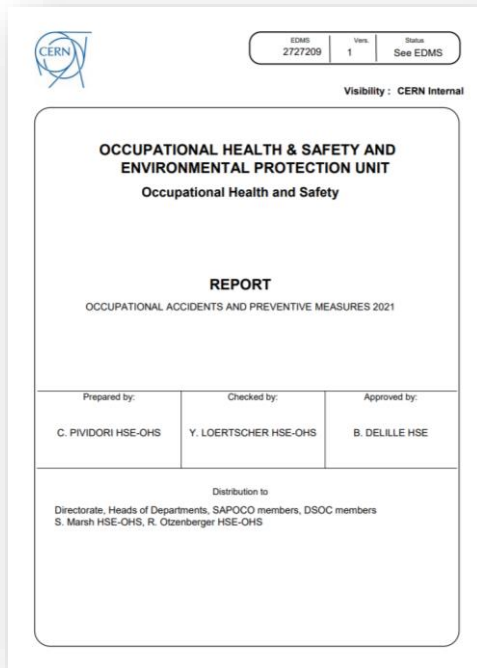 CERN
EDMS Vers. Status
2727209 1 See EDMS
Visibility : CERN Internal
OCCUPATIONAL HEALTH & SAFETY AND
ENVIRONMENTAL PROTECTION UNIT
Occupational Health and Safety
REPORT
OCCUPATIONAL ACCIDENTS AND PREVENTIVE MEASURES 2021
Prepared by: Checked by: Approved by:
C. PIVIDORI HSE-OHS Y. LOERTSCHER HSE-OHS B. DELILLE HSE
Distribution to
Directorate, Heads of Departments, SAPOCO members, DSOC members
S. Marsh HSE-OHS, R. Otzenberger HSE-OHS